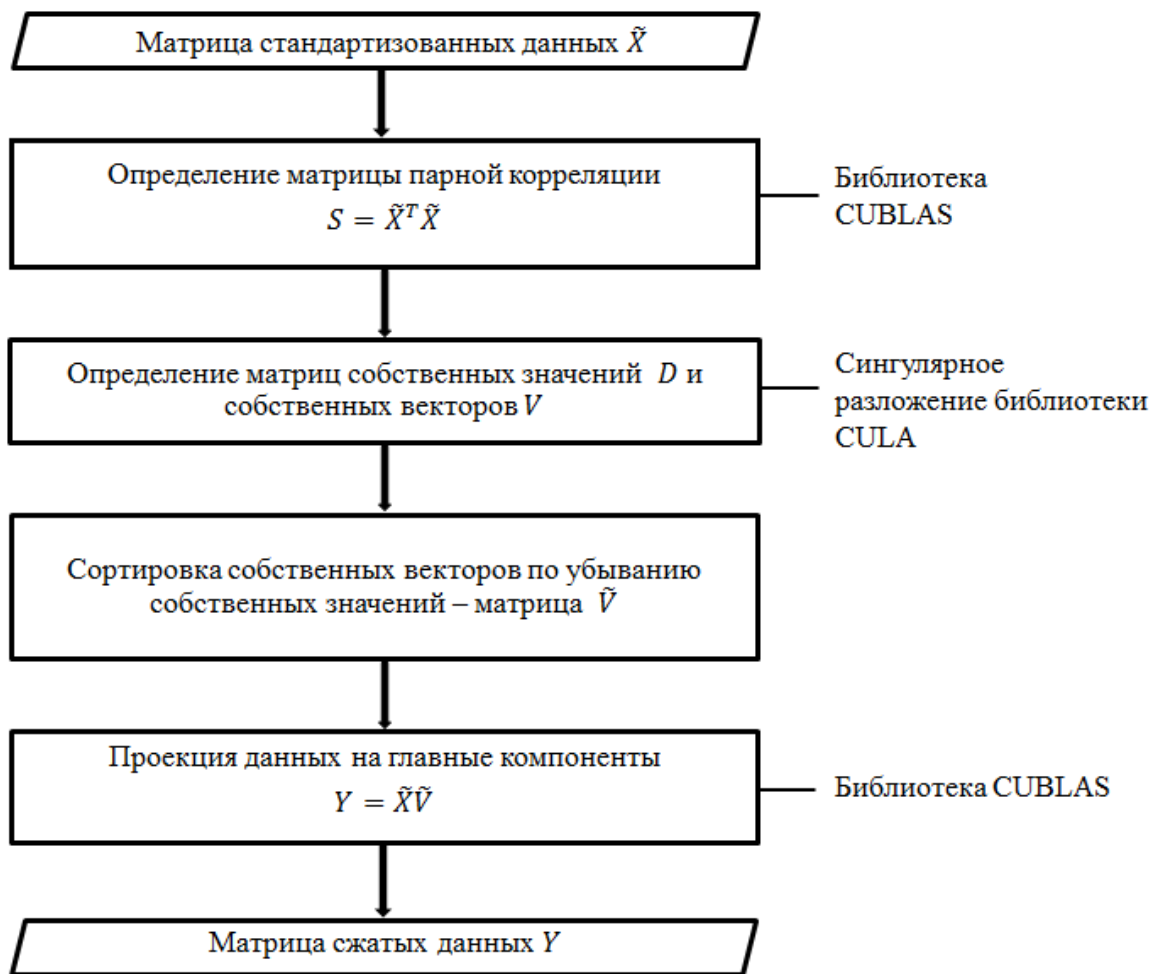 Матрица стандартизованных данных X̃
Определение матрицы парной корреляции
S = X̃ᵀX̃
Библиотека
CUBLAS
Определение матриц собственных значений D и
собственных векторов V
Сингулярное
разложение библиотеки
CULA
Сортировка собственных векторов по убыванию
собственных значений – матрица Ṽ
Проекция данных на главные компоненты
Y = X̃Ṽ
Библиотека CUBLAS
Матрица сжатых данных Y